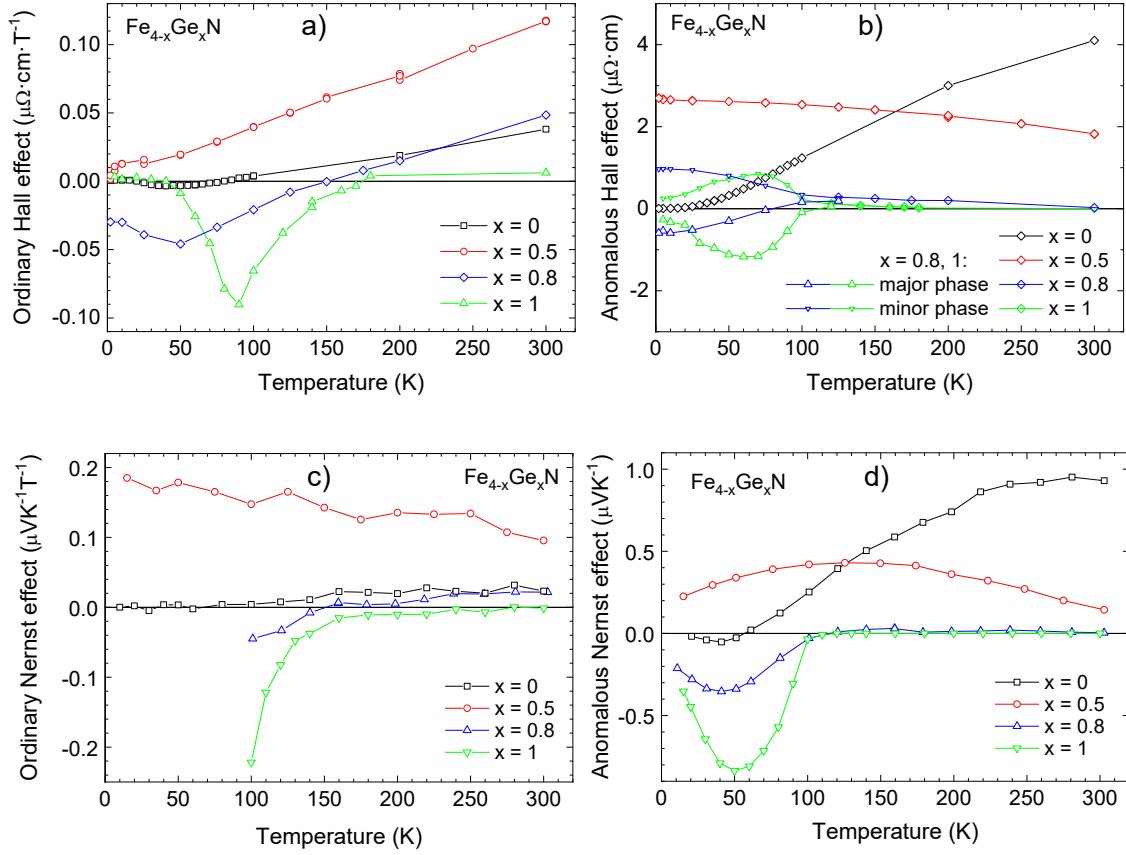 Fe4-xGexN
a)
Ordinary Hall effect (μΩ·cm·T⁻¹)
0.10
0.05
0.00
-0.05
-0.10
0 50 100 150 200 250 300
Temperature (K)
x = 0
x = 0.5
x = 0.8
x = 1
Fe4-xGexN
b)
Anomalous Hall effect (μΩ·cm)
4
2
0
-2
0 50 100 150 200 250 300
Temperature (K)
x = 0.8, 1:
major phase
minor phase
x = 0
x = 0.5
x = 0.8
x = 1
c)
Fe4-xGexN
Ordinary Nernst effect (μVK⁻¹T⁻¹)
0.2
0.1
0.0
-0.1
-0.2
0 50 100 150 200 250 300
Temperature (K)
x = 0
x = 0.5
x = 0.8
x = 1
Fe4-xGexN
d)
Anomalous Nernst effect (μVK⁻¹)
1.0
0.5
0.0
-0.5
0 50 100 150 200 250 300
Temperature (K)
x = 0
x = 0.5
x = 0.8
x = 1